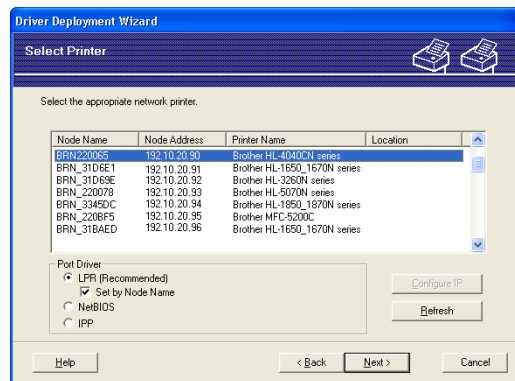 Driver Deployment Wizard
Select Printer
Select the appropriate network printer.
Node Name Node Address Printer Name Location
BRN220065 192.10.20.90 Brother HL-4040CN series
BRN_31D6E1 192.10.20.91 Brother HL-1650_1670N series
BRN_31D69E 192.10.20.92 Brother HL-3260N series
BRN_220078 192.10.20.93 Brother HL-5070N series
BRN_3345DC 192.10.20.94 Brother HL-1850_1870N series
BRN_220BF5 192.10.20.95 Brother MFC-5200C
BRN_31BAED 192.10.20.96 Brother HL-1650_1670N series
Port Driver
LPR (Recommended)
Set by Node Name
NetBIOS
IPP
Configure IP
Refresh
Help < Back Next > Cancel